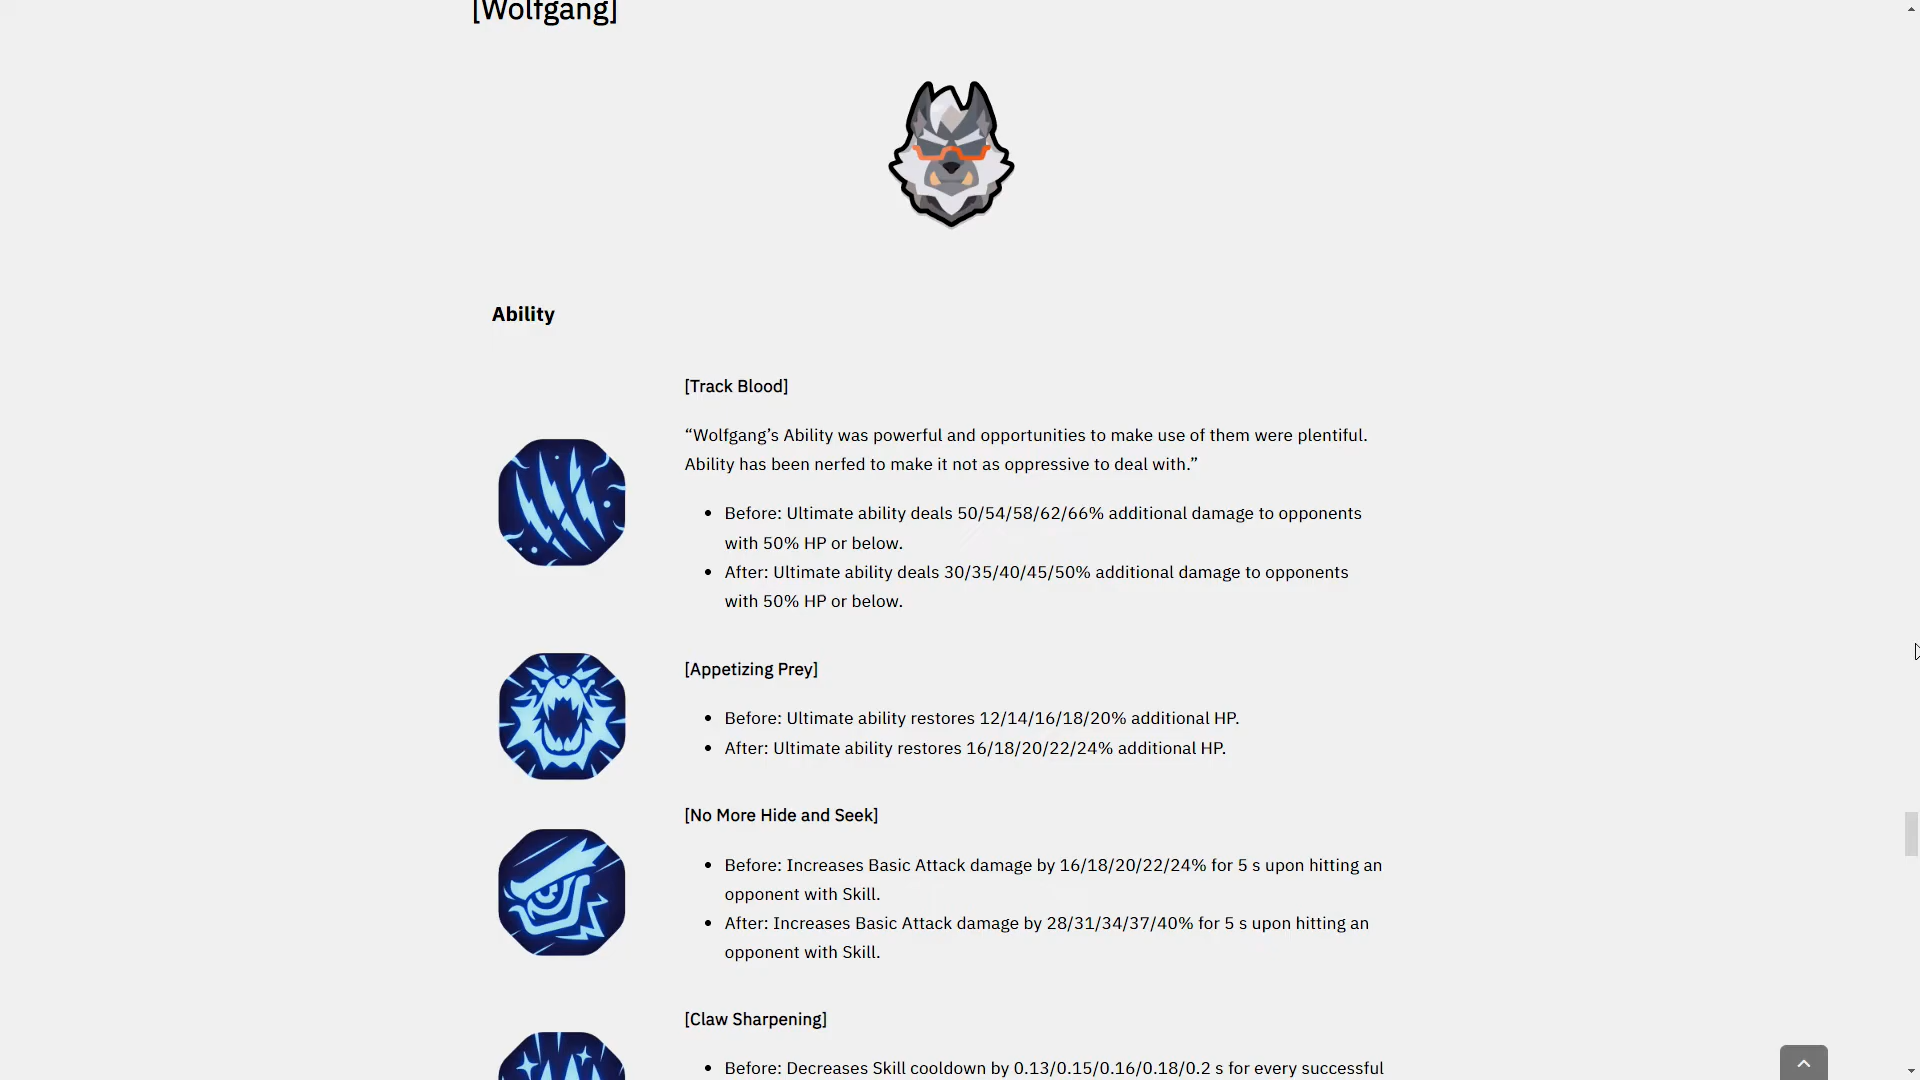 [Wolfgang]
Ability
[Track Blood]
“Wolfgang’s Ability was powerful and opportunities to make use of them were plentiful.
Ability has been nerfed to make it not as oppressive to deal with.”
• Before: Ultimate ability deals 50/54/58/62/66% additional damage to opponents
with 50% HP or below.
• After: Ultimate ability deals 30/35/40/45/50% additional damage to opponents
with 50% HP or below.
[Appetizing Prey]
• Before: Ultimate ability restores 12/14/16/18/20% additional HP.
• After: Ultimate ability restores 16/18/20/22/24% additional HP.
[No More Hide and Seek]
• Before: Increases Basic Attack damage by 16/18/20/22/24% for 5 s upon hitting an
opponent with Skill.
• After: Increases Basic Attack damage by 28/31/34/37/40% for 5 s upon hitting an
opponent with Skill.
[Claw Sharpening]
• Before: Decreases Skill cooldown by 0.13/0.15/0.16/0.18/0.2 s for every successful